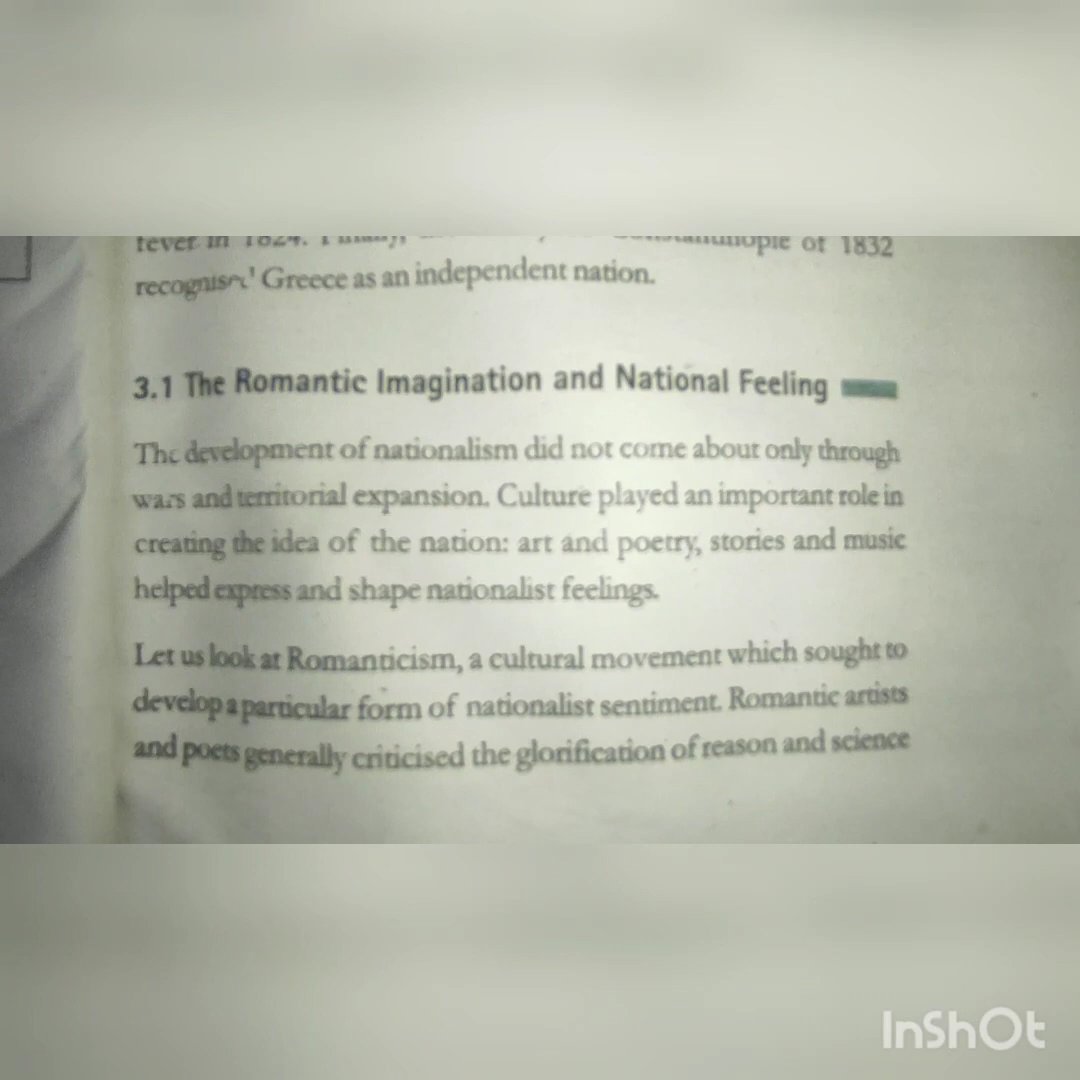 fever in 1824. Finally, of 1832
recognised Greece as an independent nation.
3.1 The Romantic Imagination and National Feeling
The development of nationalism did not come about only through
wars and territorial expansion. Culture played an important role in
creating the idea of the nation: art and poetry, stories and music
helped express and shape nationalist feelings.
Let us look at Romanticism, a cultural movement which sought to
develop a particular form of nationalist sentiment. Romantic artists
and poets generally criticised the glorification of reason and science
InShOt